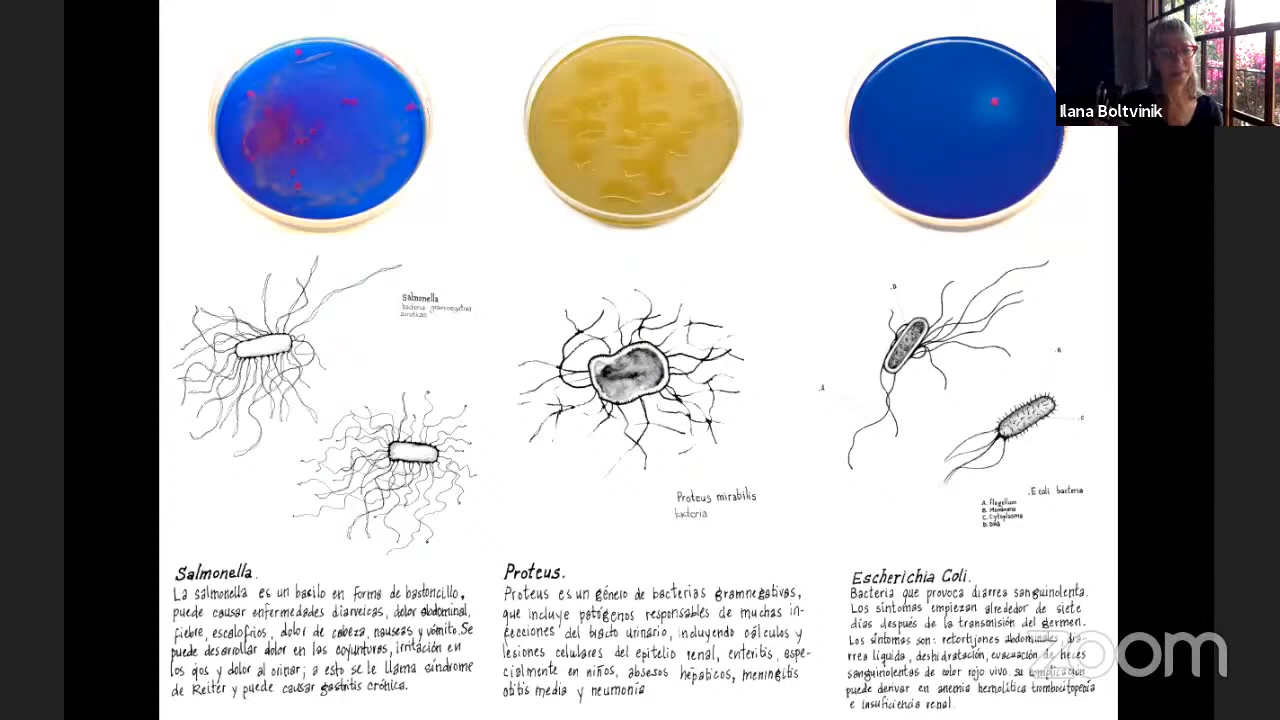 Ilana Boltvinik
Salmonella
bacteria gramnegativa
.D
.B
.A
.C
.E coli bacteria
A. Flagellum
B. Membrane
C. Cytoplasma
D. DNA
Proteus mirabilis
bacteria
Salmonella.
La salmonella es un basilo en forma de bastoncillo,
puede causar enfermedades diarreicas, dolor abdominal,
fiebre, escalofríos, dolor de cabeza, nauseas y vómito. Se
puede desarrollar dolor en las coyunturas, irritación en
los ojos y dolor al orinar; a esto se le llama síndrome
de Reiter y puede causar gastritis crónica.
Proteus.
Proteus es un género de bacterias gramnegativas,
que incluye patógenos responsables de muchas in-
fecciones del tracto urinario, incluyendo cálculos y
lesiones celulares del epitelio renal, enteritis, espe-
cialmente en niños, absesos hepáticos, meningitis
otitis media y neumonía
Escherichia Coli.
Bacteria que provoca diarrea sanguinolenta.
Los síntomas empiezan alrededor de siete
días después de la transmisión del germen.
Los síntomas son: retortijones abdominales, dia-
rrea líquida, deshidratación, evacuación de heces
sanguinolentas de color rojo vivo. su complicación
puede derivar en anemia hemolítica trombocitopenia
e insuficiencia renal.
zoom